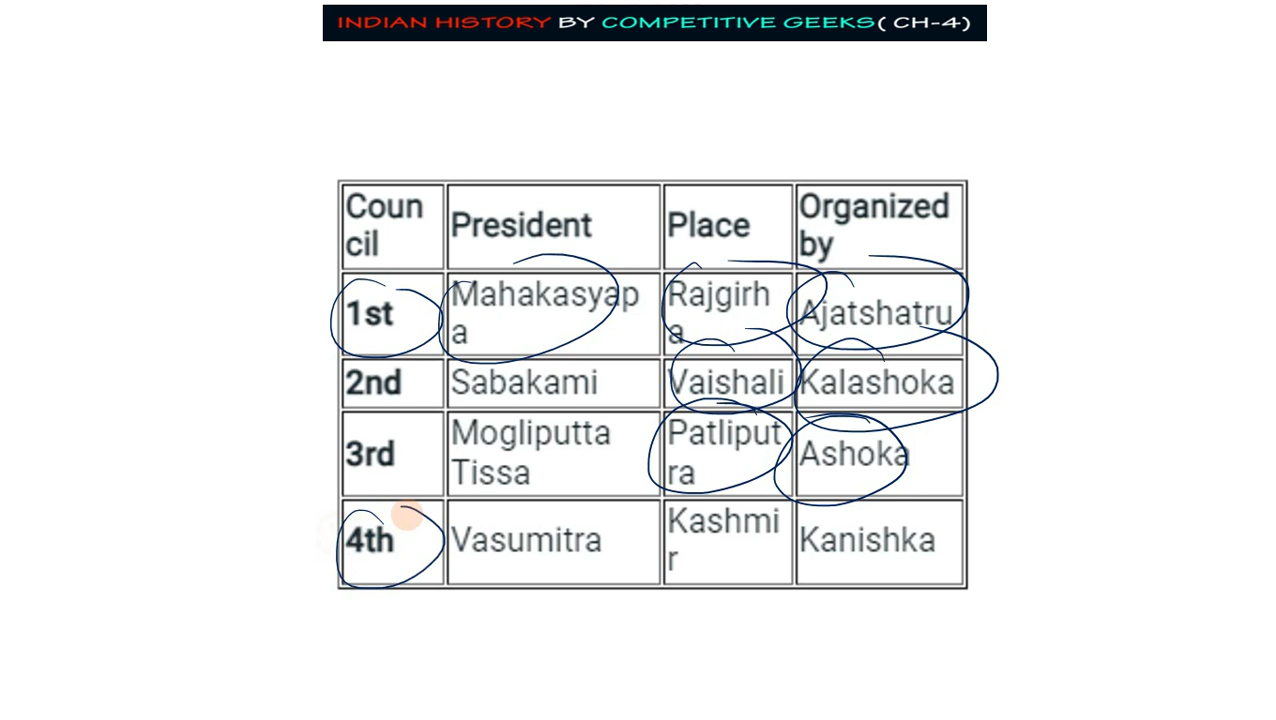 INDIAN HISTORY BY COMPETITIVE GEEKS( CH-4)
Coun
cil
President
Place
Organized
by
1st
Mahakasyap
a
Rajgirh
a
Ajatshatru
2nd
Sabakami
Vaishali
Kalashoka
3rd
Mogliputta
Tissa
Patliput
ra
Ashoka
4th
Vasumitra
Kashmi
r
Kanishka